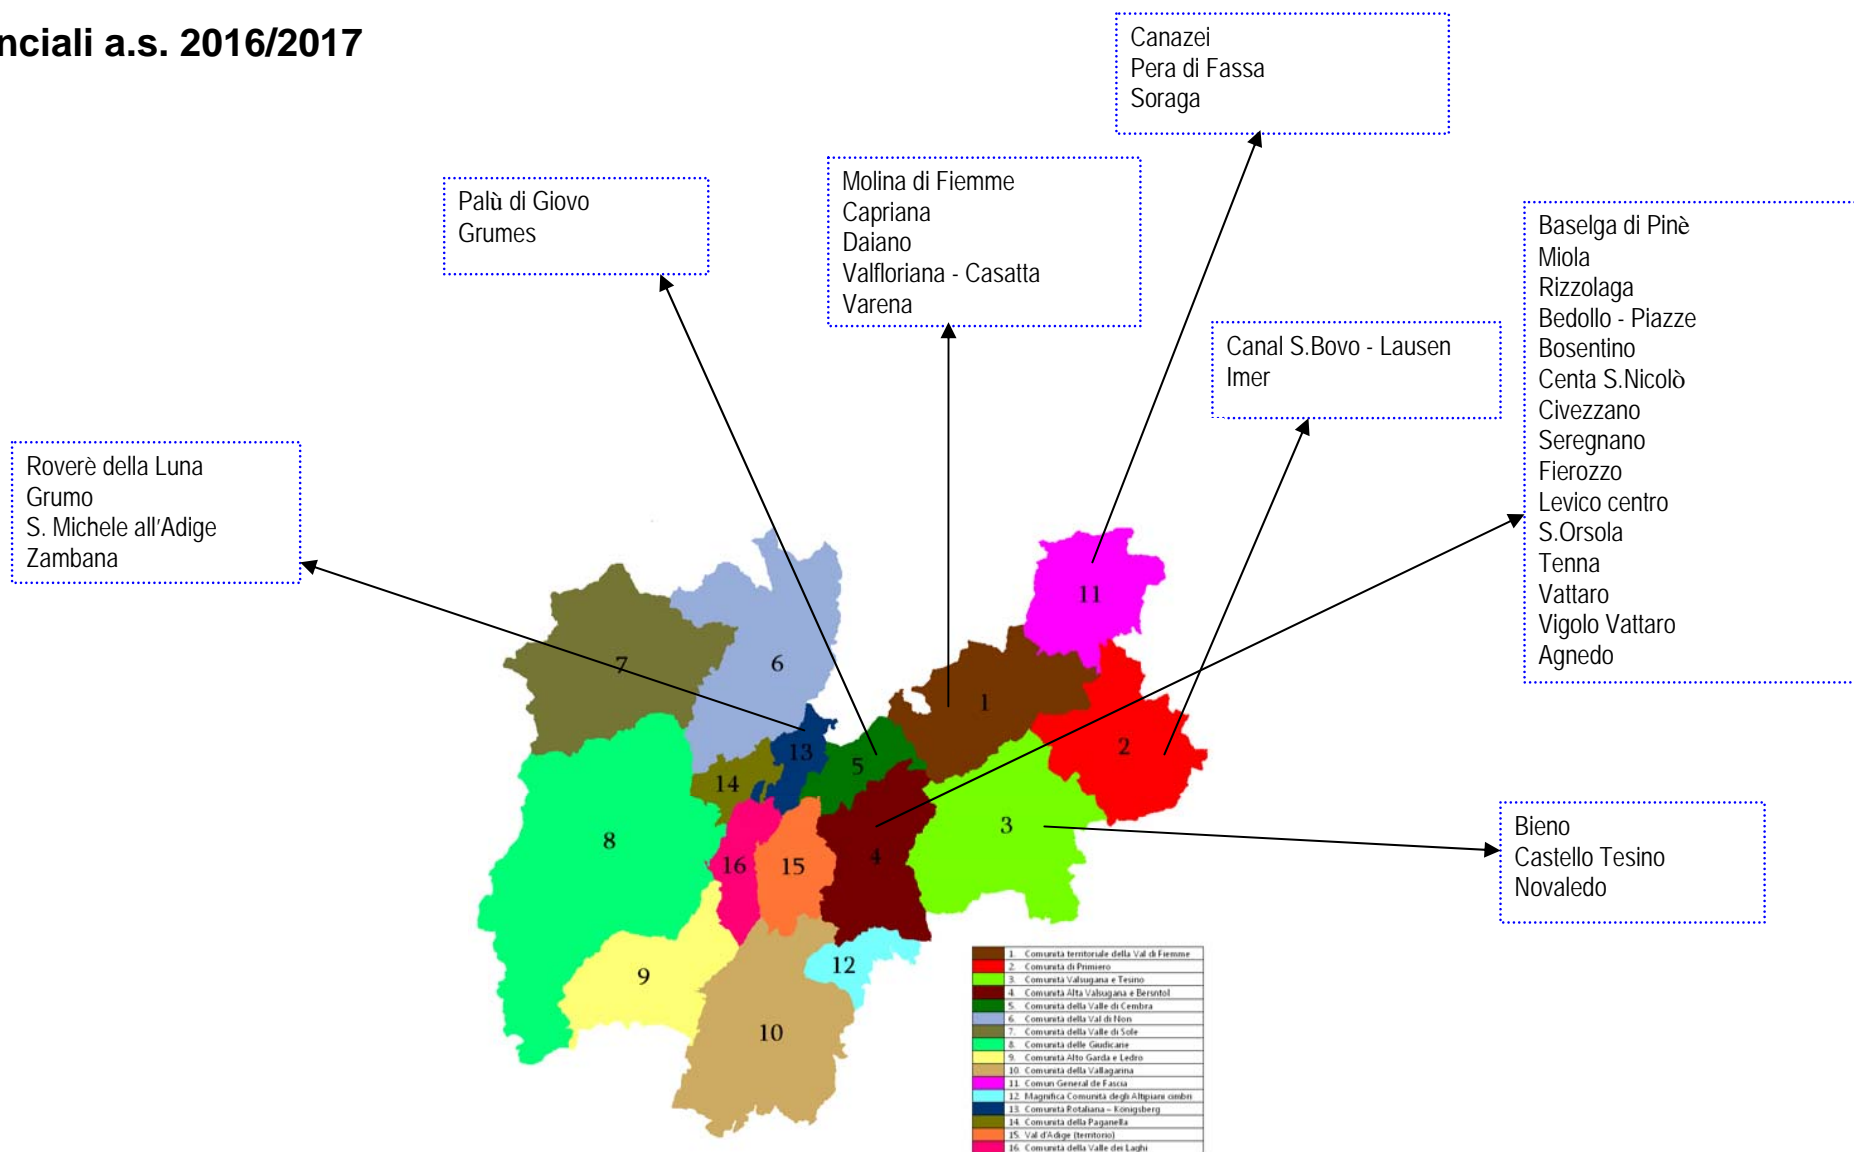 nciali a.s. 2016/2017
Canazei
Pera di Fassa
Soraga
Molina di Fiemme
Capriana
Daiano
Valfloriana - Casatta
Varena
Palù di Giovo
Grumes
Baselga di Pinè
Miola
Rizzolaga
Bedollo - Piazze
Bosentino
Centa S.Nicolò
Civezzano
Seregnano
Fierozzo
Levico centro
S.Orsola
Tenna
Vattaro
Vigolo Vattaro
Agnedo
Canal S.Bovo - Lausen
Imer
Roverè della Luna
Grumo
S. Michele all'Adige
Zambana
11
7
6
1
2
13
5
14
3
8
16
15
4
9
12
10
Bieno
Castello Tesino
Novaledo
1. Comunità territoriale della Val di Fiemme
2. Comunità di Primiero
3. Comunità Valsugana e Tesino
4. Comunità Alta Valsugana e Bersntol
5. Comunità della Valle di Cembra
6. Comunità della Val di Non
7. Comunità della Valle di Sole
8. Comunità delle Giudicarie
9. Comunità Alto Garda e Ledro
10. Comunità della Vallagarina
11. Comun General de Fascia
12. Magnifica Comunità degli Altipiani cimbri
13. Comunità Rotaliana – Königsberg
14. Comunità della Paganella
15. Val d'Adige (territorio)
16. Comunità della Valle dei Laghi